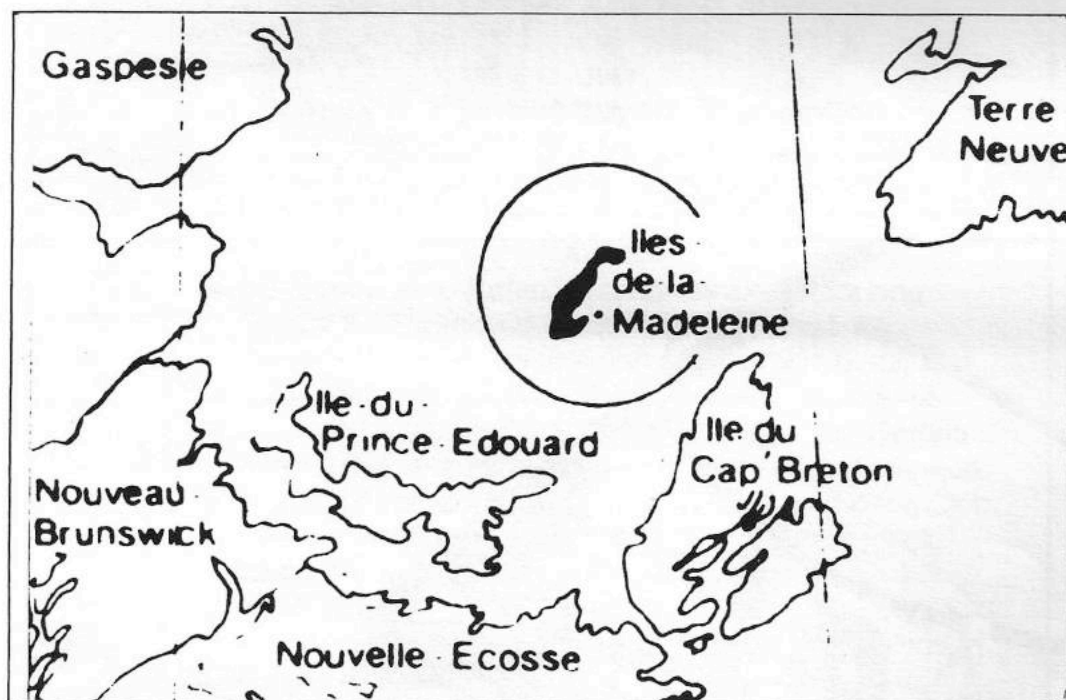 Gaspesie
Terre
Neuve
Iles
de·la·
Madeleine
Ile·du·
Prince·Edouard
Ile du
Cap Breton
Nouveau
Brunswick
Nouvelle Ecosse